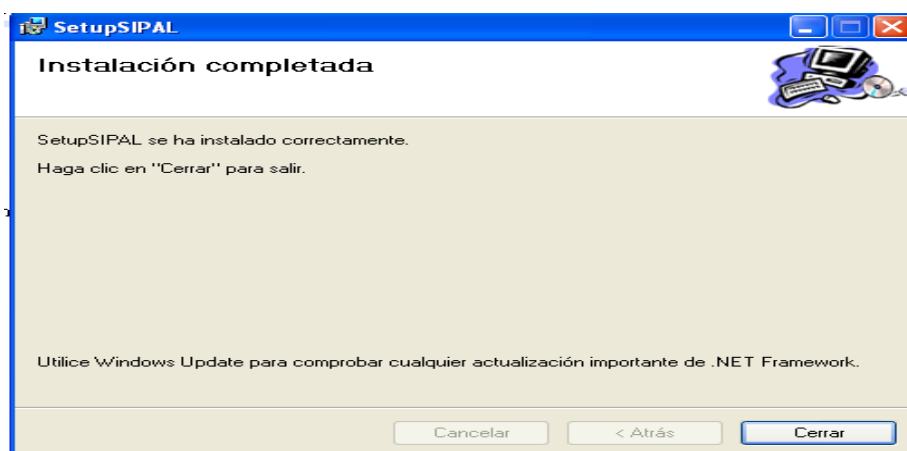 SetupSIPAL
Instalación completada
SetupSIPAL se ha instalado correctamente.
Haga clic en "Cerrar" para salir.
Utilice Windows Update para comprobar cualquier actualización importante de .NET Framework.
Cancelar
< Atrás
Cerrar